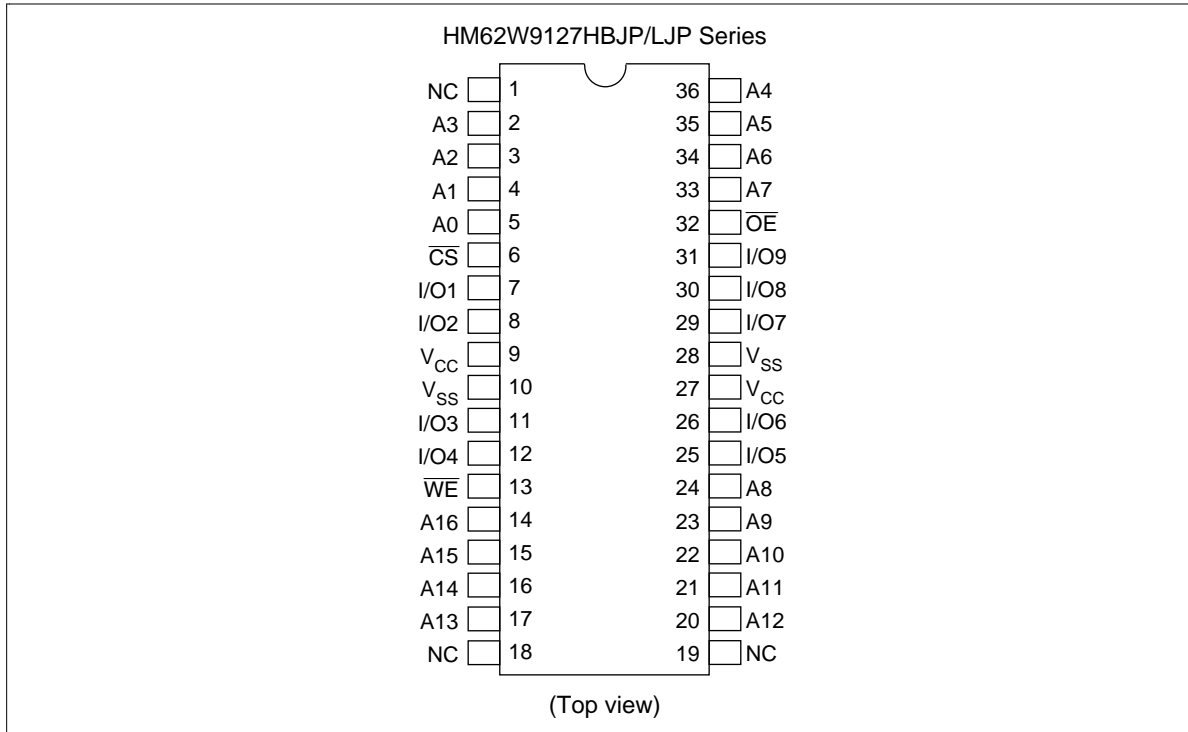 HM62W9127HBJP/LJP Series
NC 1 36 A4
A3 2 35 A5
A2 3 34 A6
A1 4 33 A7
A0 5 32 O̅E̅
C̅S̅ 6 31 I/O9
I/O1 7 30 I/O8
I/O2 8 29 I/O7
VCC 9 28 VSS
VSS 10 27 VCC
I/O3 11 26 I/O6
I/O4 12 25 I/O5
W̅E̅ 13 24 A8
A16 14 23 A9
A15 15 22 A10
A14 16 21 A11
A13 17 20 A12
NC 18 19 NC
(Top view)